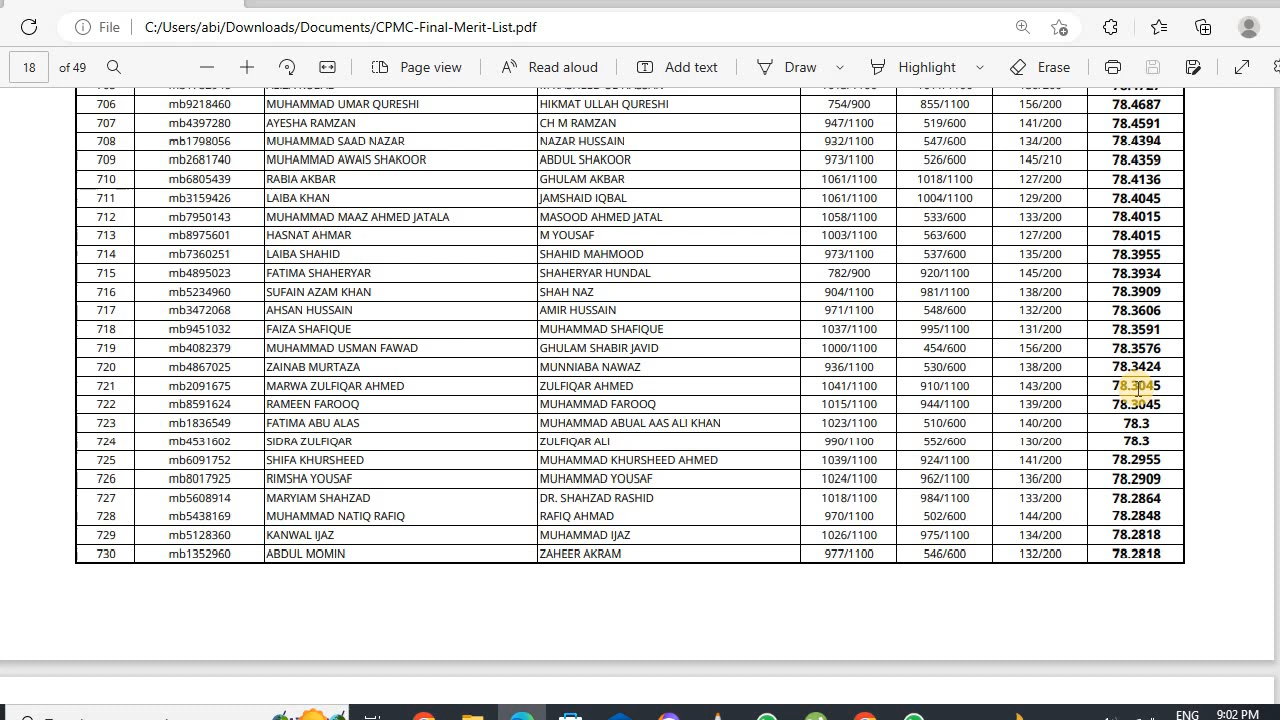 File C:/Users/abi/Downloads/Documents/CPMC-Final-Merit-List.pdf
18 of 49 Page view Read aloud Add text Draw Highlight Erase
706 mb9218460 MUHAMMAD UMAR QURESHI HIKMAT ULLAH QURESHI 754/900 855/1100 156/200 78.4687
707 mb4397280 AYESHA RAMZAN CH M RAMZAN 947/1100 519/600 141/200 78.4591
708 mb1798056 MUHAMMAD SAAD NAZAR NAZAR HUSSAIN 932/1100 547/600 134/200 78.4394
709 mb2681740 MUHAMMAD AWAIS SHAKOOR ABDUL SHAKOOR 973/1100 526/600 145/210 78.4359
710 mb6805439 RABIA AKBAR GHULAM AKBAR 1061/1100 1018/1100 127/200 78.4136
711 mb3159426 LAIBA KHAN JAMSHAID IQBAL 1061/1100 1004/1100 129/200 78.4045
712 mb7950143 MUHAMMAD MAAZ AHMED JATALA MASOOD AHMED JATAL 1058/1100 533/600 133/200 78.4015
713 mb8975601 HASNAT AHMAR M YOUSAF 1003/1100 563/600 127/200 78.4015
714 mb7360251 LAIBA SHAHID SHAHID MAHMOOD 973/1100 537/600 135/200 78.3955
715 mb4895023 FATIMA SHAHERYAR SHAHERYAR HUNDAL 782/900 920/1100 145/200 78.3934
716 mb5234960 SUFAIN AZAM KHAN SHAH NAZ 904/1100 981/1100 138/200 78.3909
717 mb3472068 AHSAN HUSSAIN AMIR HUSSAIN 971/1100 548/600 132/200 78.3606
718 mb9451032 FAIZA SHAFIQUE MUHAMMAD SHAFIQUE 1037/1100 995/1100 131/200 78.3591
719 mb4082379 MUHAMMAD USMAN FAWAD GHULAM SHABIR JAVID 1000/1100 454/600 156/200 78.3576
720 mb4867025 ZAINAB MURTAZA MUNNIABA NAWAZ 936/1100 530/600 138/200 78.3424
721 mb2091675 MARWA ZULFIQAR AHMED ZULFIQAR AHMED 1041/1100 910/1100 143/200 78.3045
722 mb8591624 RAMEEN FAROOQ MUHAMMAD FAROOQ 1015/1100 944/1100 139/200 78.3045
723 mb1836549 FATIMA ABU ALAS MUHAMMAD ABUAL AAS ALI KHAN 1023/1100 510/600 140/200 78.3
724 mb4531602 SIDRA ZULFIQAR ZULFIQAR ALI 990/1100 552/600 130/200 78.3
725 mb6091752 SHIFA KHURSHEED MUHAMMAD KHURSHEED AHMED 1039/1100 924/1100 141/200 78.2955
726 mb8017925 RIMSHA YOUSAF MUHAMMAD YOUSAF 1024/1100 962/1100 136/200 78.2909
727 mb5608914 MARYIAM SHAHZAD DR. SHAHZAD RASHID 1018/1100 984/1100 133/200 78.2864
728 mb5438169 MUHAMMAD NATIQ RAFIQ RAFIQ AHMAD 970/1100 502/600 144/200 78.2848
729 mb5128360 KANWAL IJAZ MUHAMMAD IJAZ 1026/1100 975/1100 134/200 78.2818
730 mb1352960 ABDUL MOMIN ZAHEER AKRAM 977/1100 546/600 132/200 78.2818
ENG 9:02 PM